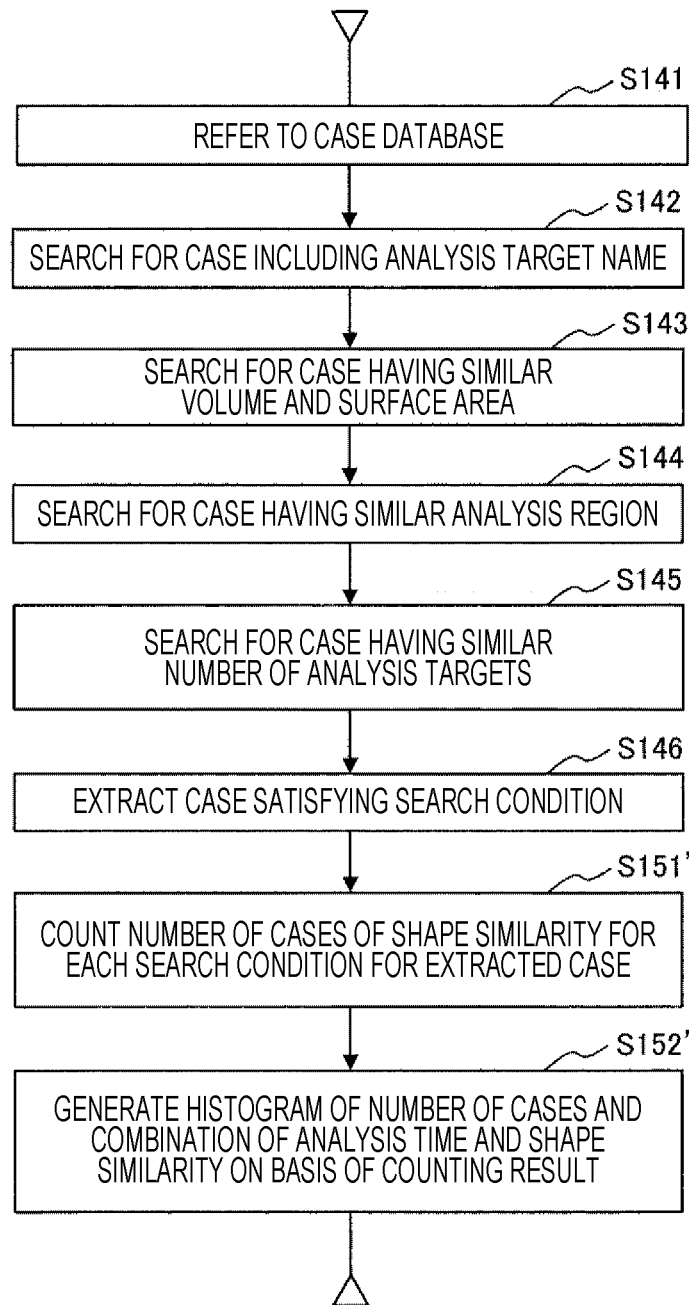 S141
REFER TO CASE DATABASE
S142
SEARCH FOR CASE INCLUDING ANALYSIS TARGET NAME
S143
SEARCH FOR CASE HAVING SIMILAR
VOLUME AND SURFACE AREA
S144
SEARCH FOR CASE HAVING SIMILAR ANALYSIS REGION
S145
SEARCH FOR CASE HAVING SIMILAR
NUMBER OF ANALYSIS TARGETS
S146
EXTRACT CASE SATISFYING SEARCH CONDITION
S151'
COUNT NUMBER OF CASES OF SHAPE SIMILARITY FOR
EACH SEARCH CONDITION FOR EXTRACTED CASE
S152'
GENERATE HISTOGRAM OF NUMBER OF CASES AND
COMBINATION OF ANALYSIS TIME AND SHAPE
SIMILARITY ON BASIS OF COUNTING RESULT